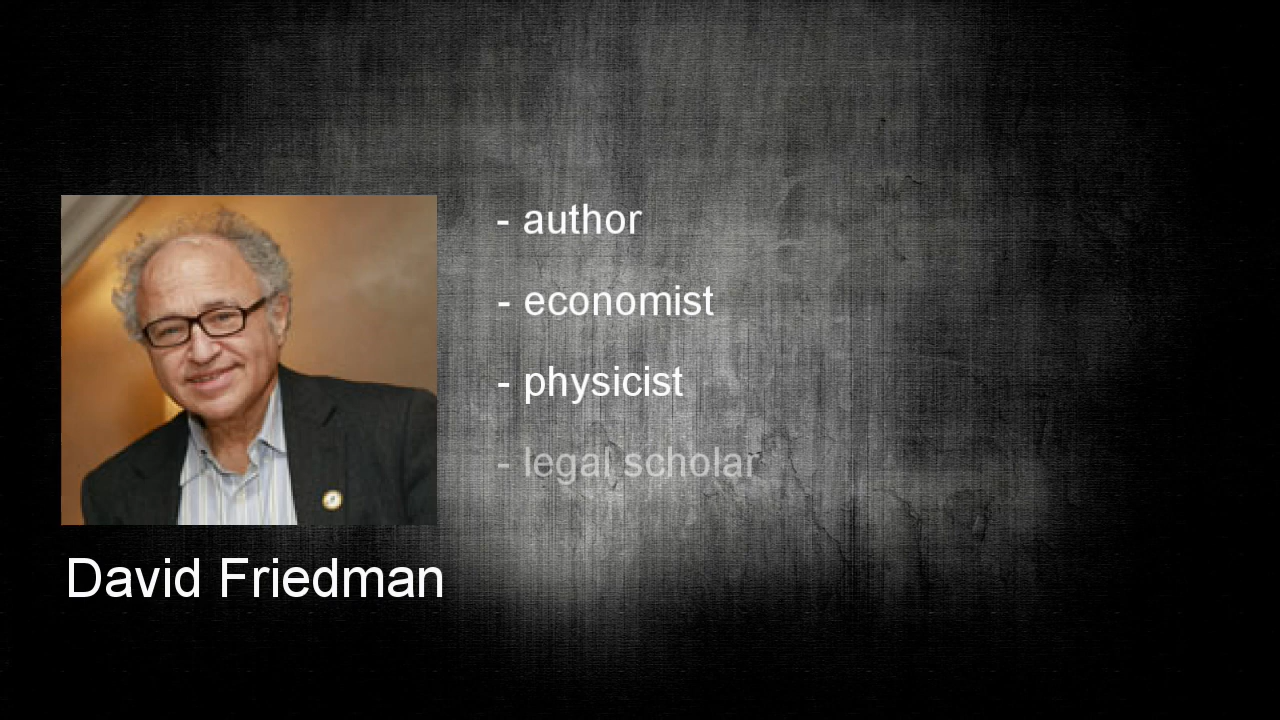 - author
- economist
- physicist
- legal scholar
David Friedman